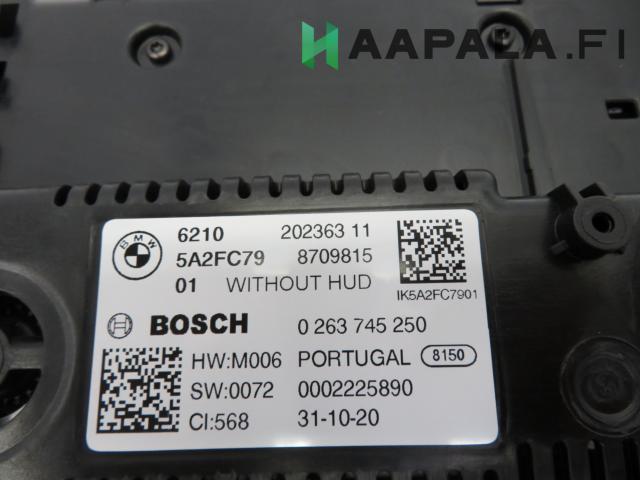 HAAPALA.FI
BMW
6210 202363 11
5A2FC79 8709815
01 WITHOUT HUD
IK5A2FC7901
BOSCH 0 263 745 250
HW:M006 PORTUGAL 8150
SW:0072 0002225890
CI:568 31-10-20